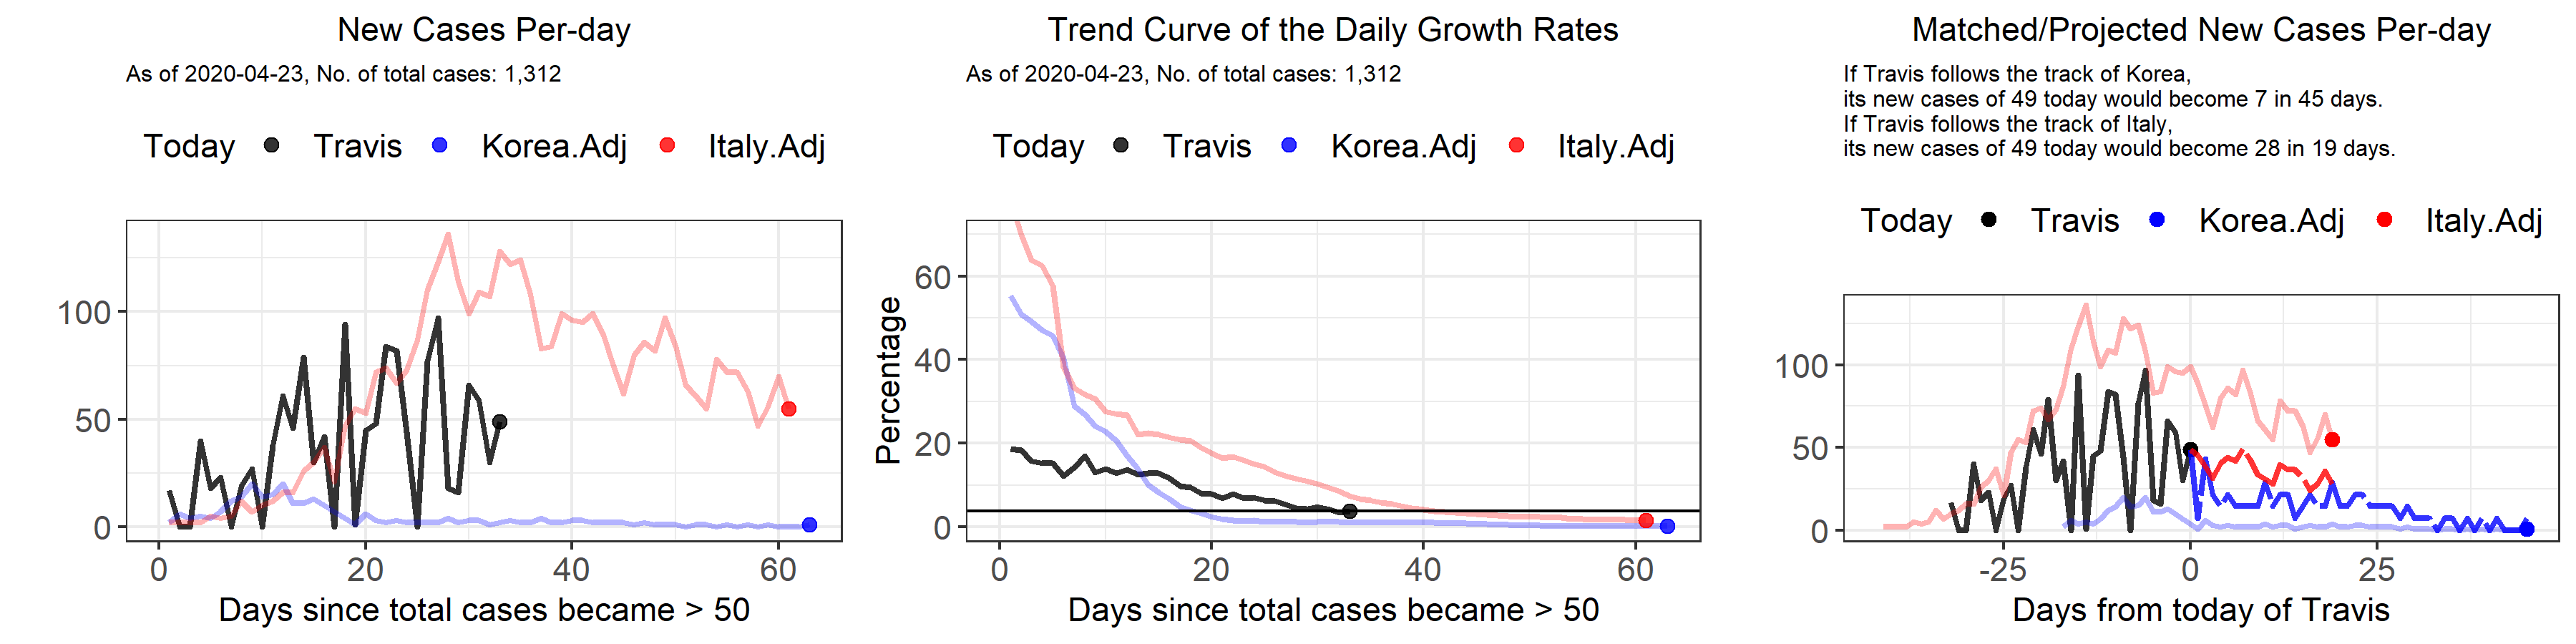 New Cases Per-day
As of 2020-04-23, No. of total cases: 1,312
Today Travis Korea.Adj Italy.Adj
100
50
0
0 20 40 60
Days since total cases became > 50
Trend Curve of the Daily Growth Rates
As of 2020-04-23, No. of total cases: 1,312
Today Travis Korea.Adj Italy.Adj
Percentage
60
40
20
0
0 20 40 60
Days since total cases became > 50
Matched/Projected New Cases Per-day
If Travis follows the track of Korea,
its new cases of 49 today would become 7 in 45 days.
If Travis follows the track of Italy,
its new cases of 49 today would become 28 in 19 days.
Today Travis Korea.Adj Italy.Adj
100
50
0
-25 0 25
Days from today of Travis